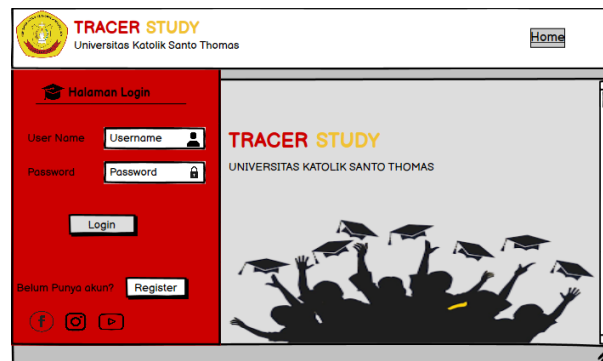 TRACER STUDY
Universitas Katolik Santo Thomas
Home
Halaman Login
User Name
Username
Password
Password
Login
Belum Punya akun?
Register
TRACER STUDY
UNIVERSITAS KATOLIK SANTO THOMAS